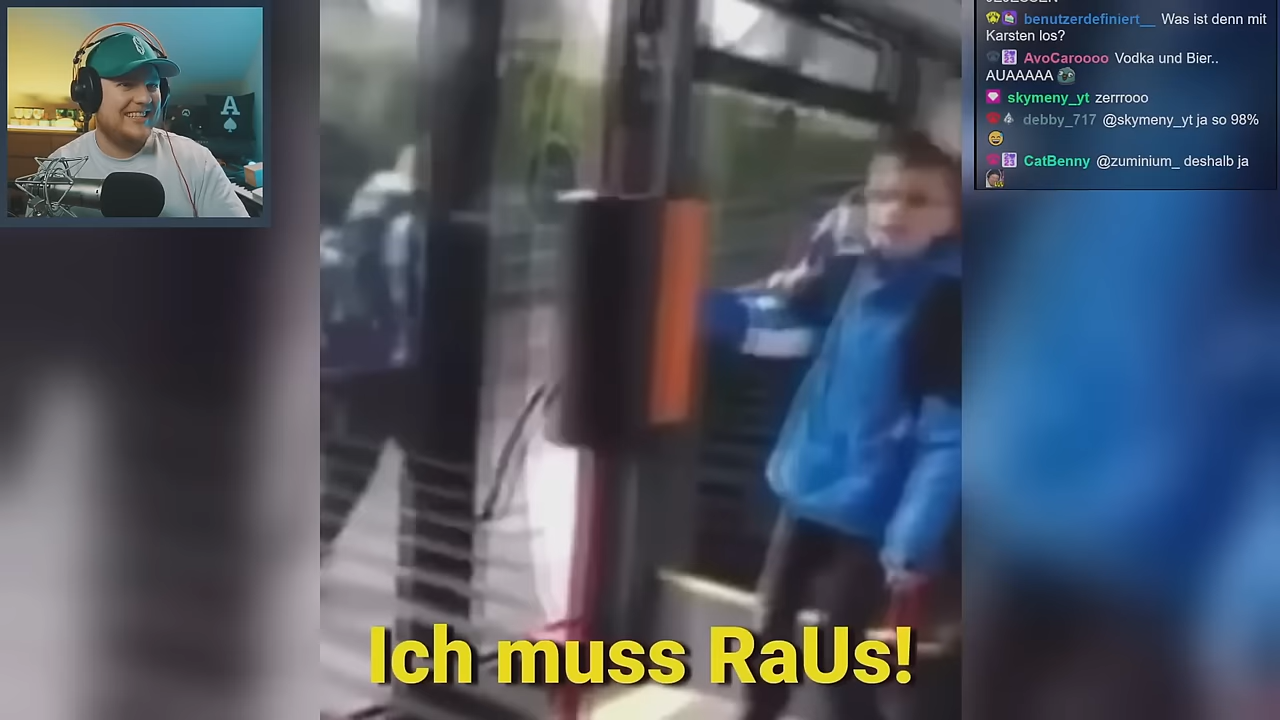 benutzerdefiniert__ Was ist denn mit
Karsten los?
AvoCaroooo Vodka und Bier..
AUAAAAA
skymeny_yt zerrrooo
debby_717 @skymeny_yt ja so 98%
CatBenny @zuminium_ deshalb ja
A
Ich muss RaUs!